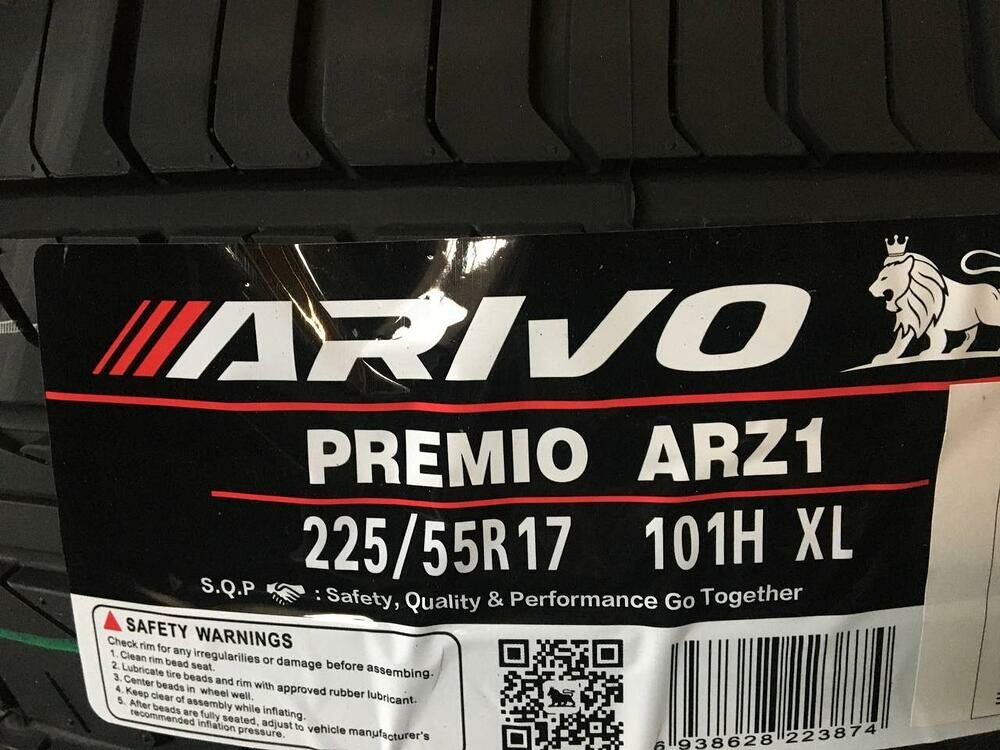 ARIVO
PREMIO ARZ1
225/55R17 101H XL
S.Q.P : Safety, Quality & Performance Go Together
SAFETY WARNINGS
Check rim for any irregularilies or damage before assembling.
1. Clean rim bead seat.
2. Lubricate tire beads and rim with approved rubber lubricant.
3. Center beads in wheel well.
4. Keep clear of assembly while inflating.
5. After beads are fully seated, adjust to vehicle manufacturer's
recommended inflation pressure.
6 938628 223874